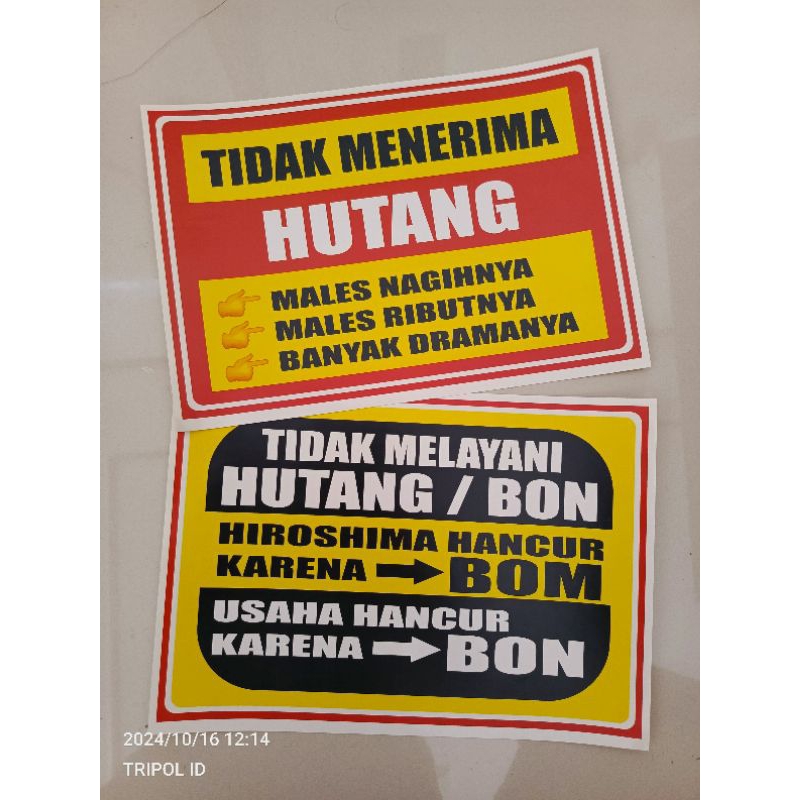 TIDAK MENERIMA
HUTANG
MALES NAGIHNYA
MALES RIBUTNYA
BANYAK DRAMANYA
TIDAK MELAYANI
HUTANG / BON
HIROSHIMA HANCUR
KARENA BOM
USAHA HANCUR
KARENA BON
2024/10/16 12:14
TRIPOL ID